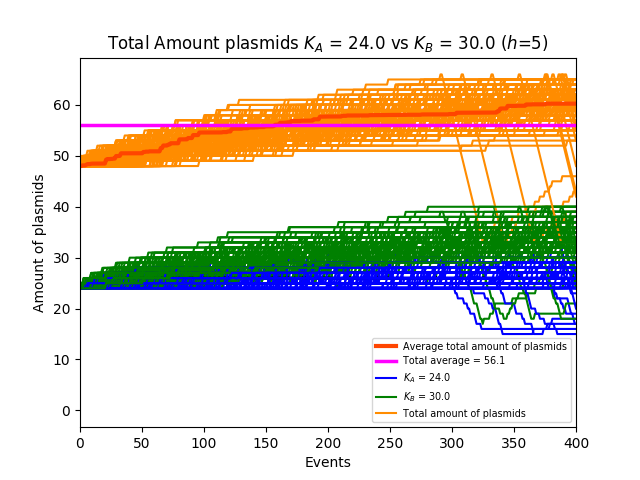 Total Amount plasmids K_A = 24.0 vs K_B = 30.0 (h=5)
Amount of plasmids
60
50
40
30
20
10
0
Average total amount of plasmids
Total average = 56.1
K_A = 24.0
K_B = 30.0
Total amount of plasmids
0 50 100 150 200 250 300 350 400
Events